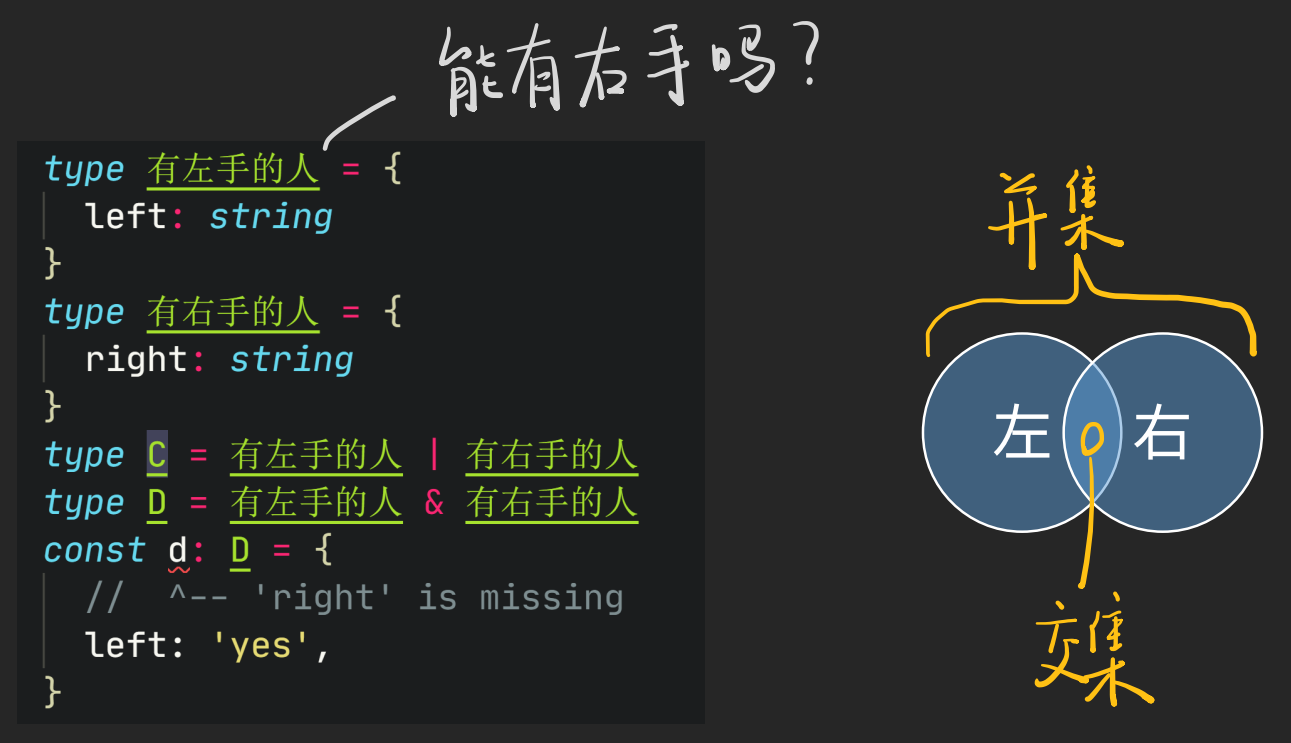 能有右手吗?
type 有左手的人 = {
left: string
}
type 有右手的人 = {
right: string
}
type C = 有左手的人 | 有右手的人
type D = 有左手的人 & 有右手的人
const d: D = {
// ^-- 'right' is missing
left: 'yes',
}
并集
左 右
交集